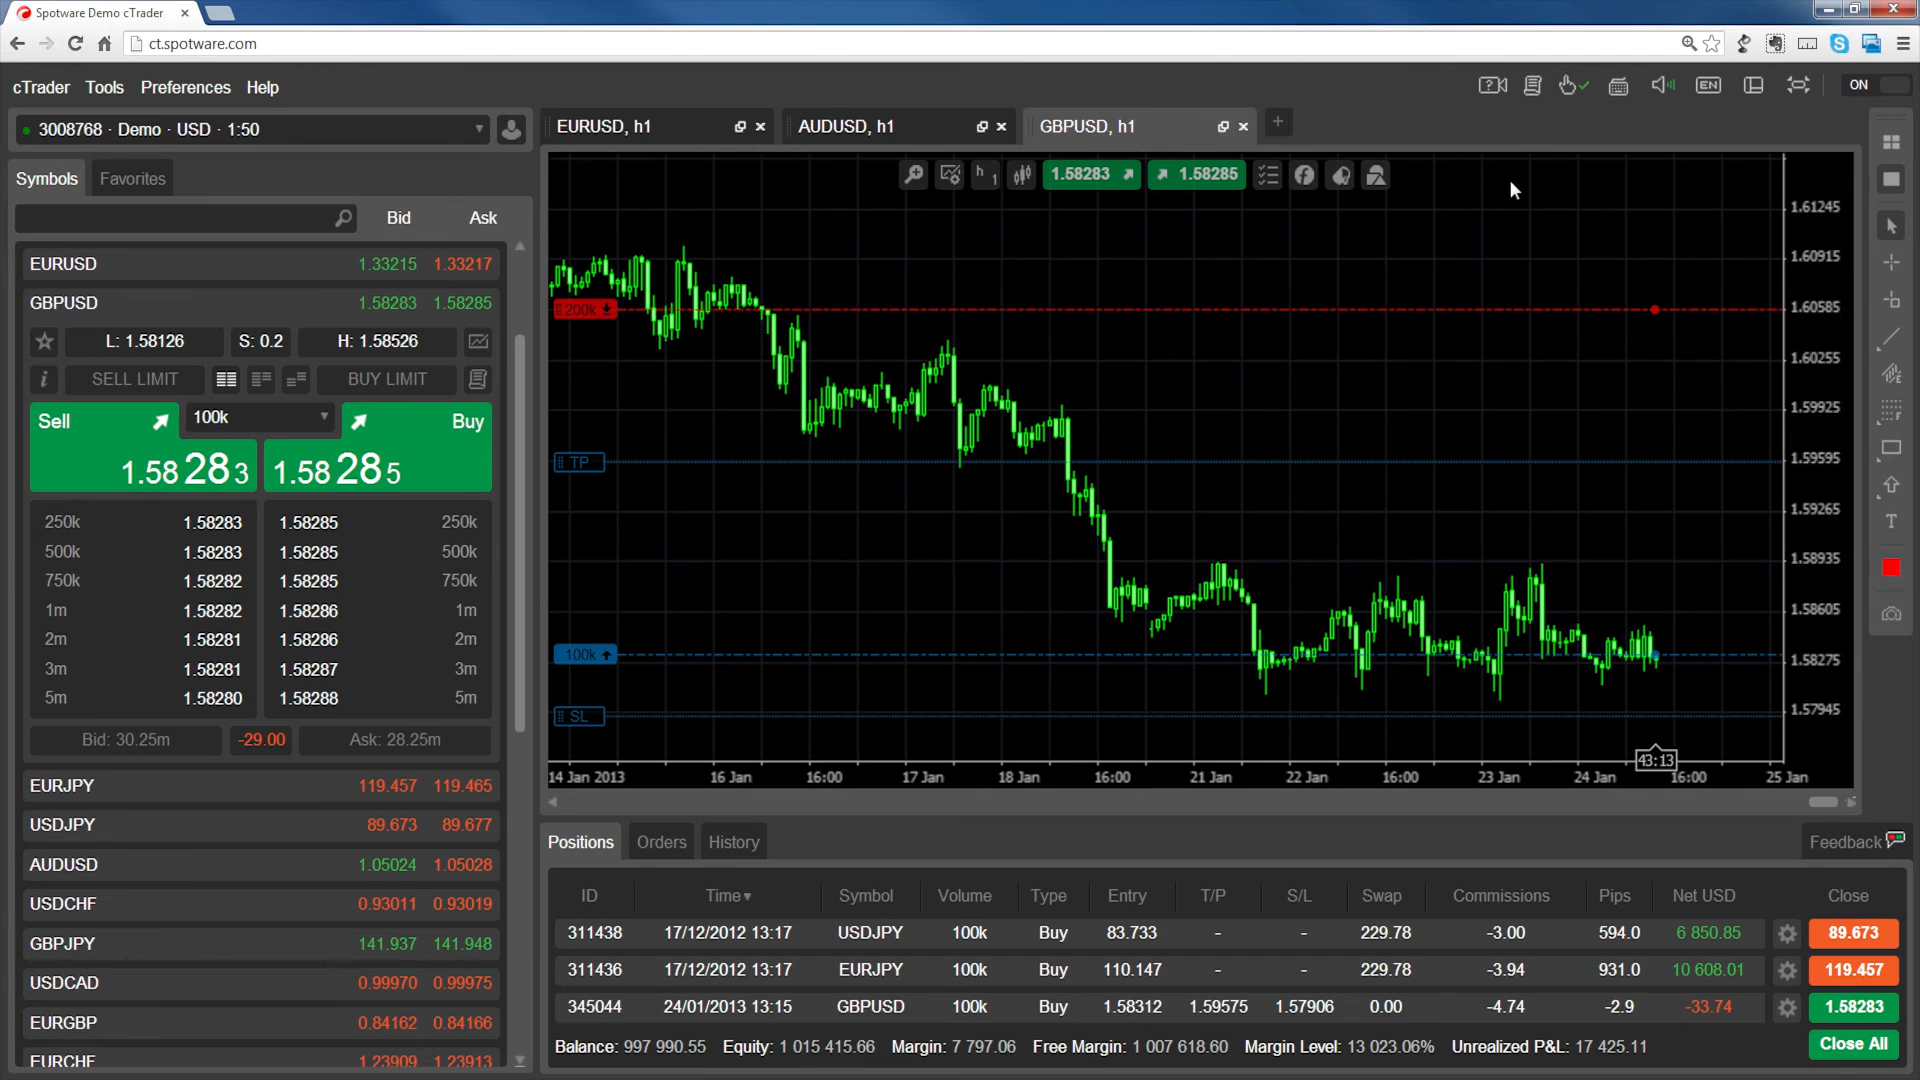 Spotware Demo cTrader
ct.spotware.com
cTrader Tools Preferences Help
EN ON
3008768 · Demo · USD · 1:50
Symbols Favorites
Bid Ask
EURUSD 1.33215 1.33217
GBPUSD 1.58283 1.58285
L: 1.58126 S: 0.2 H: 1.58526
SELL LIMIT BUY LIMIT
Sell 100k Buy
1.58 28 3 1.58 28 5
250k 1.58283 1.58285 250k
500k 1.58283 1.58285 500k
750k 1.58282 1.58285 750k
1m 1.58282 1.58286 1m
2m 1.58281 1.58286 2m
3m 1.58281 1.58287 3m
5m 1.58280 1.58288 5m
Bid: 30.25m -29.00 Ask: 28.25m
EURJPY 119.457 119.465
USDJPY 89.673 89.677
AUDUSD 1.05024 1.05028
USDCHF 0.93011 0.93019
GBPJPY 141.937 141.948
USDCAD 0.99970 0.99975
EURGBP 0.84162 0.84166
EURCHF 1.23909 1.23913
EURUSD, h1 AUDUSD, h1 GBPUSD, h1
h 1 1.58283 1.58285
1.61245
1.60915
200k 1.60585
1.60255
1.59925
TP 1.59595
1.59265
1.58935
1.58605
100k 1.58275
SL 1.57945
43:13
14 Jan 2013 16 Jan 16:00 17 Jan 18 Jan 16:00 21 Jan 22 Jan 16:00 23 Jan 24 Jan 16:00 25 Jan
T
Positions Orders History Feedback
ID Time Symbol Volume Type Entry T/P S/L Swap Commissions Pips Net USD Close
311438 17/12/2012 13:17 USDJPY 100k Buy 83.733 - - 229.78 -3.00 594.0 6 850.85 89.673
311436 17/12/2012 13:17 EURJPY 100k Buy 110.147 - - 229.78 -3.94 931.0 10 608.01 119.457
345044 24/01/2013 13:15 GBPUSD 100k Buy 1.58312 1.59575 1.57906 0.00 -4.74 -2.9 -33.74 1.58283
Balance: 997 990.55 Equity: 1 015 415.66 Margin: 7 797.06 Free Margin: 1 007 618.60 Margin Level: 13 023.06% Unrealized P&L: 17 425.11 Close All